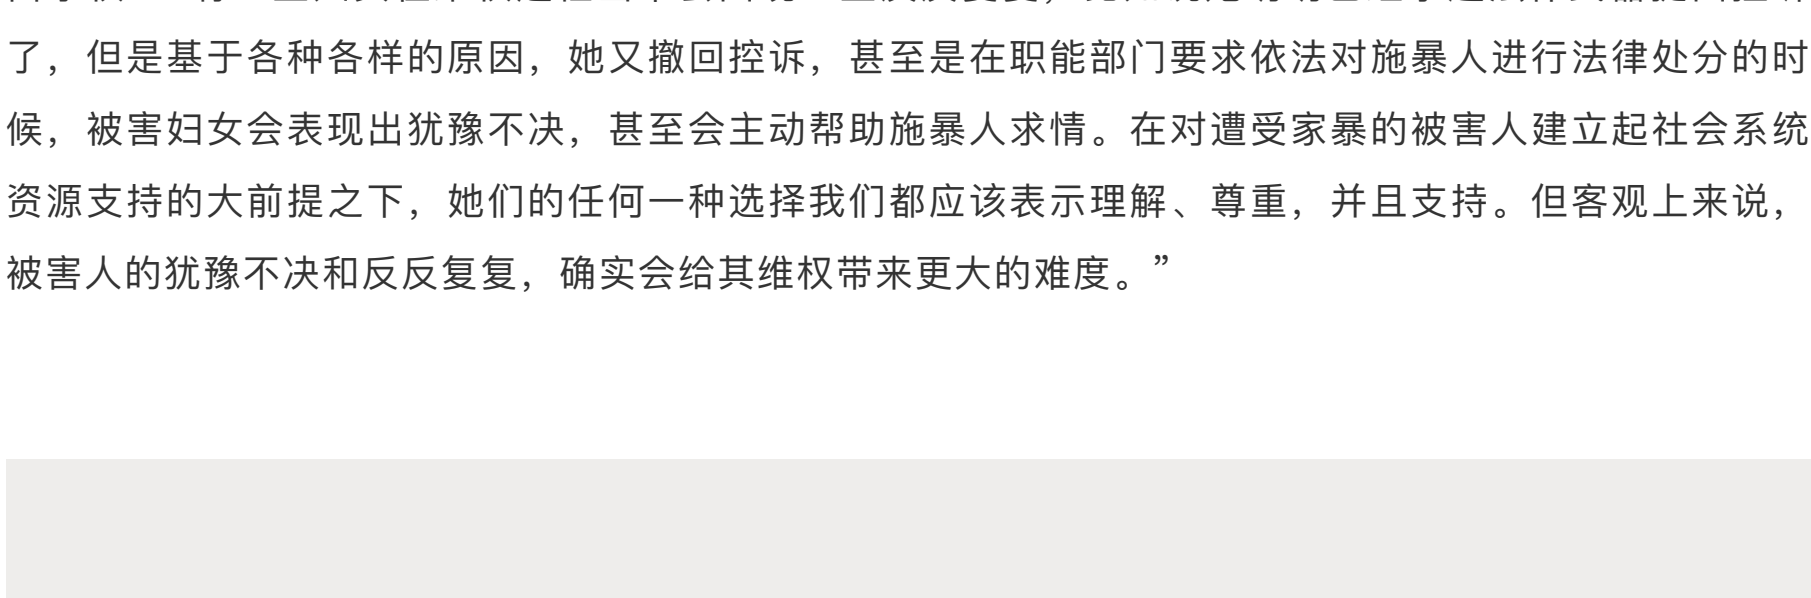 了，但是基于各种各样的原因，她又撤回控诉，甚至是在职能部门要求依法对施暴人进行法律处分的时
候，被害妇女会表现出犹豫不决，甚至会主动帮助施暴人求情。在对遭受家暴的被害人建立起社会系统
资源支持的大前提之下，她们的任何一种选择我们都应该表示理解、尊重，并且支持。但客观上来说，
被害人的犹豫不决和反反复复，确实会给其维权带来更大的难度。”